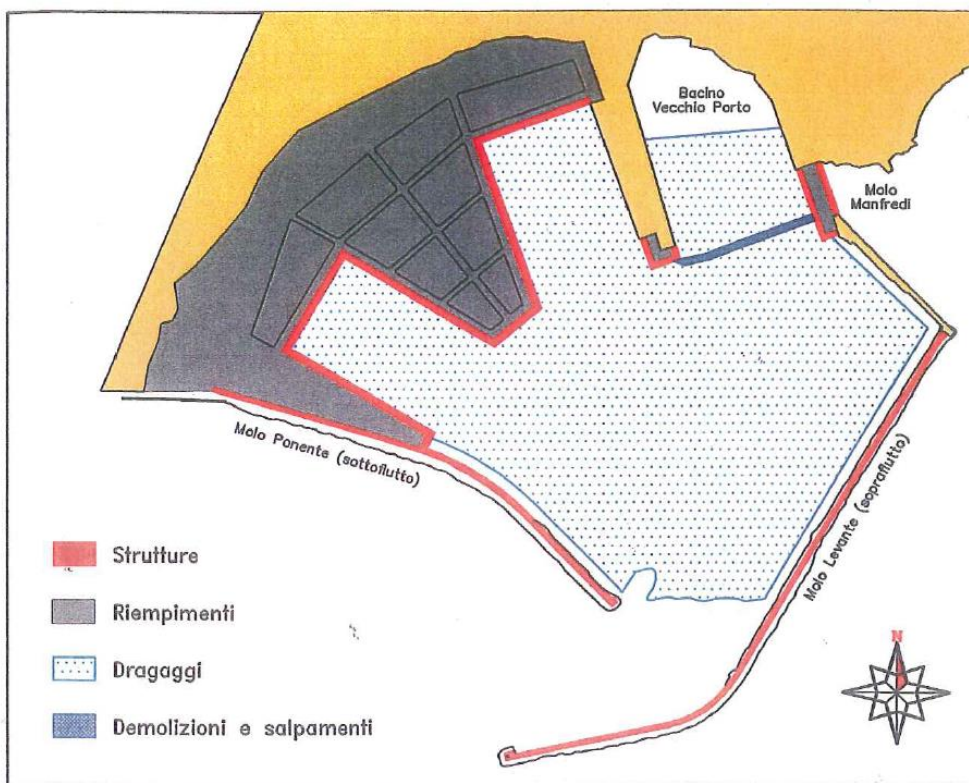 Bacino
Vecchio Porto
Molo
Manfredi
Molo Ponente (sottoflutto)
Molo Levante (sopraflutto)
Strutture
Riempimenti
Dragaggi
Demolizioni e salpamenti
N